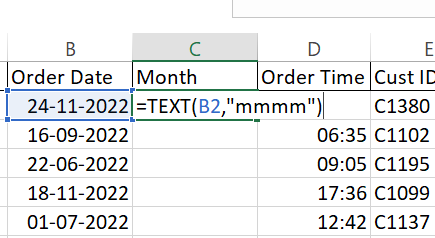 B C D E
Order Date Month Order Time Cust ID
24-11-2022 =TEXT(B2,"mmmm") C1380
16-09-2022 06:35 C1102
22-06-2022 09:05 C1195
18-11-2022 17:36 C1099
01-07-2022 12:42 C1137